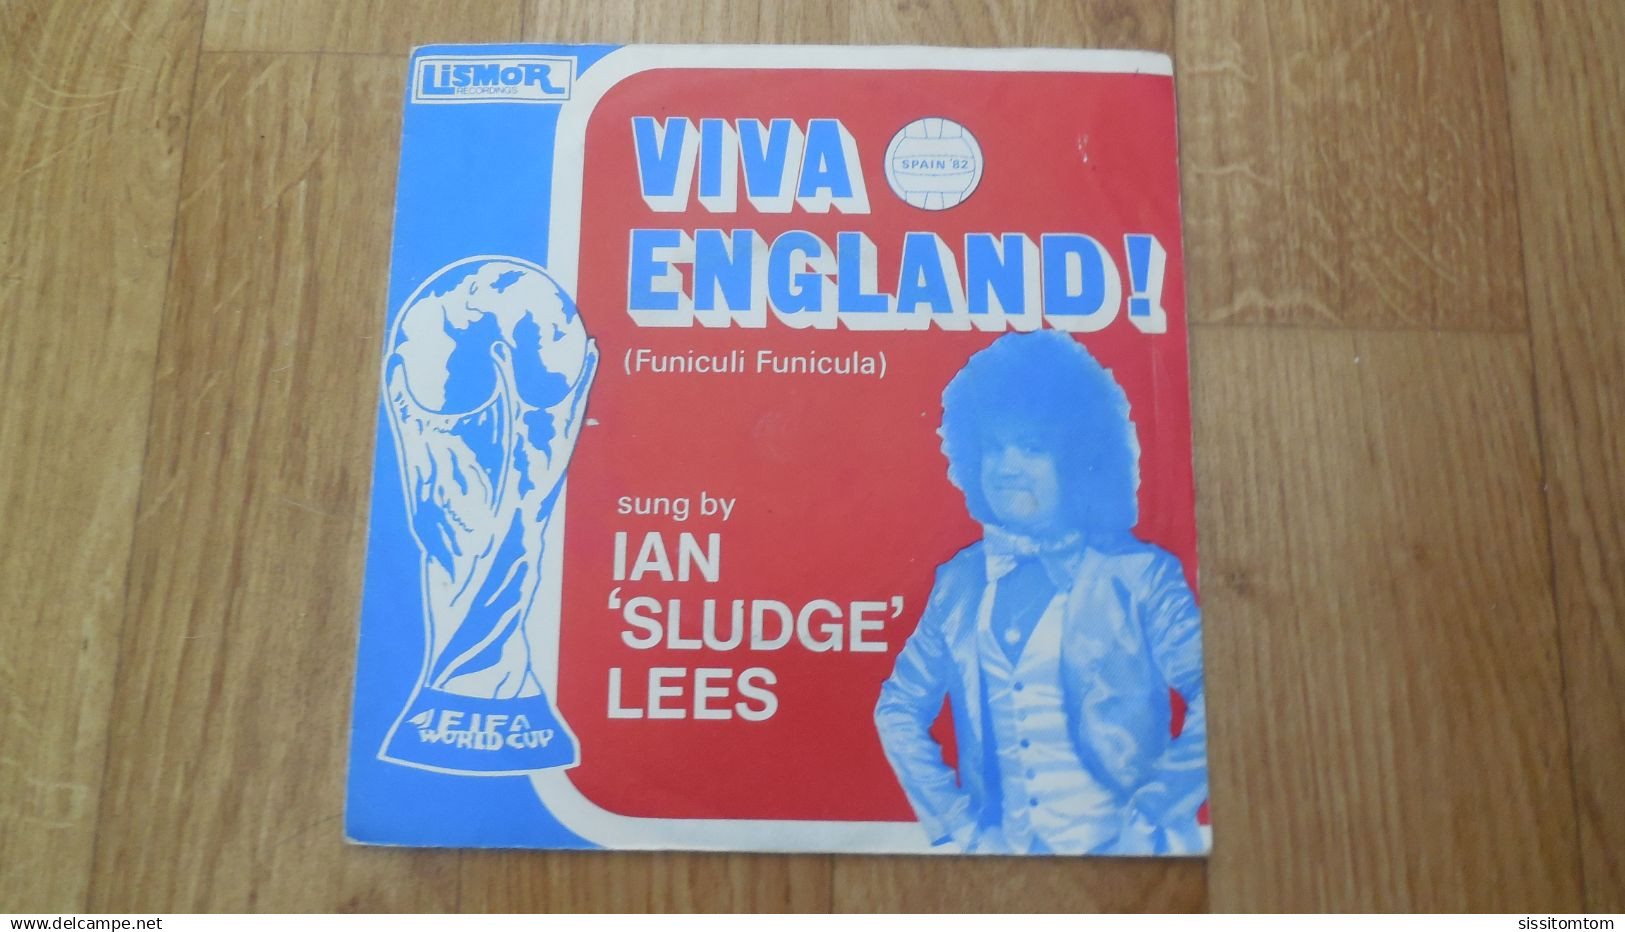 LISMOR
RECORDINGS
VIVA
SPAIN '82
ENGLAND!
(Funiculi Funicula)
sung by
IAN
'SLUDGE'
LEES
FIFA
WORLD CUP
delcampe.net
sissitomtom